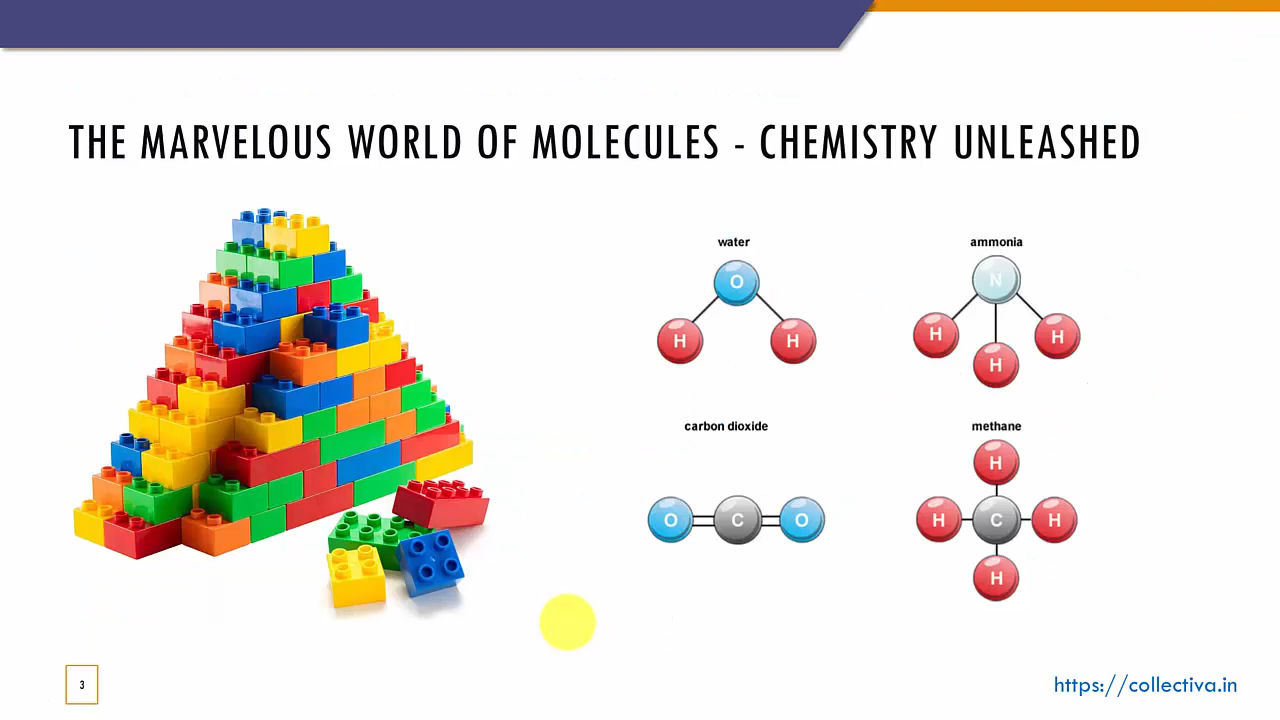 THE MARVELOUS WORLD OF MOLECULES - CHEMISTRY UNLEASHED
water
O
H H
ammonia
N
H H
H
carbon dioxide
O C O
methane
H
H C H
H
3
https://collectiva.in